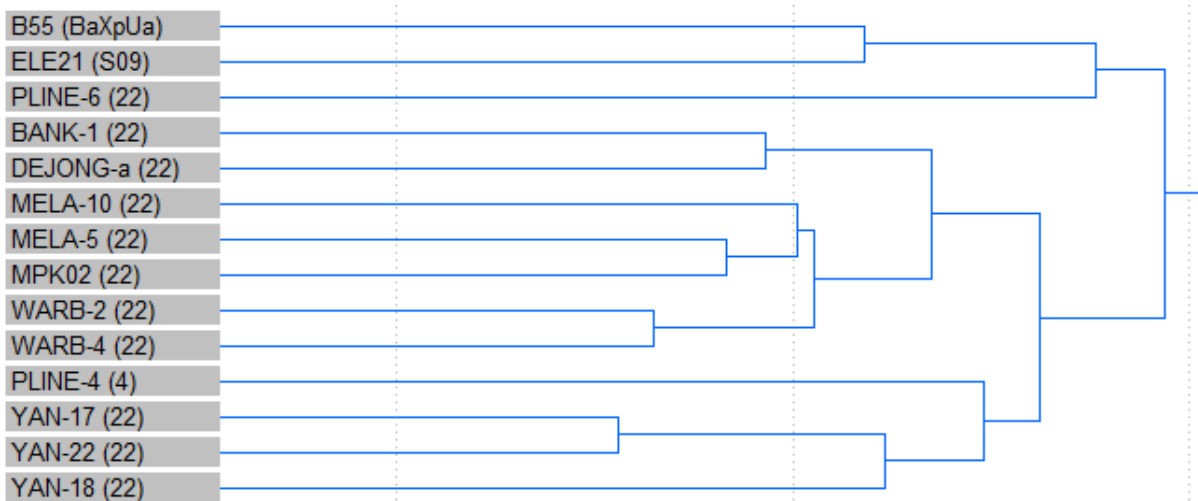 B55 (BaXpUa)
ELE21 (S09)
PLINE-6 (22)
BANK-1 (22)
DEJONG-a (22)
MELA-10 (22)
MELA-5 (22)
MPK02 (22)
WARB-2 (22)
WARB-4 (22)
PLINE-4 (4)
YAN-17 (22)
YAN-22 (22)
YAN-18 (22)